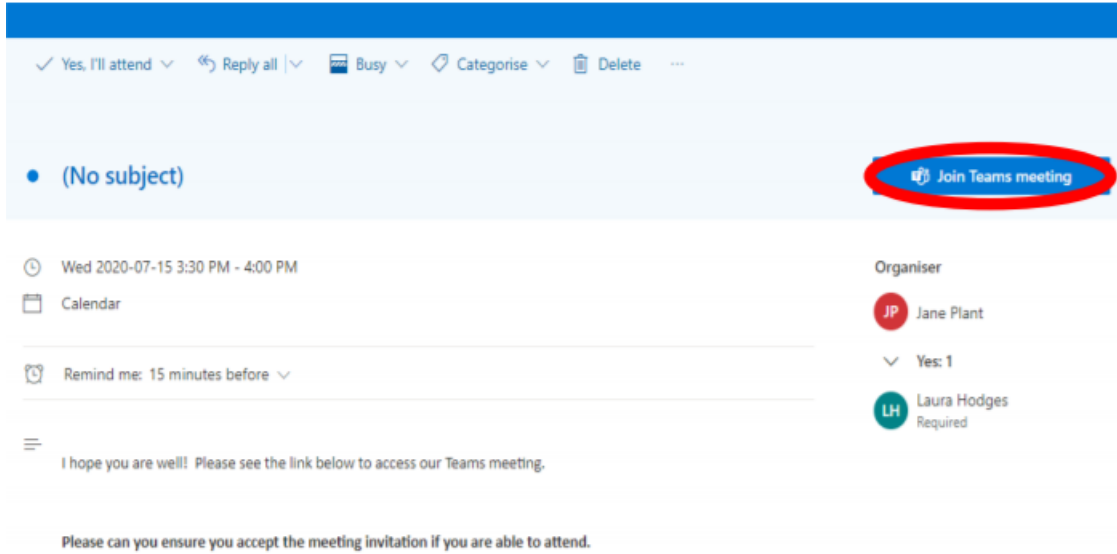 Yes, I'll attend Reply all Busy Categorise Delete ...
(No subject)
Join Teams meeting
Wed 2020-07-15 3:30 PM - 4:00 PM
Calendar
Remind me: 15 minutes before
I hope you are well! Please see the link below to access our Teams meeting.
Please can you ensure you accept the meeting invitation if you are able to attend.
Organiser
JP Jane Plant
Yes: 1
LH Laura Hodges
Required